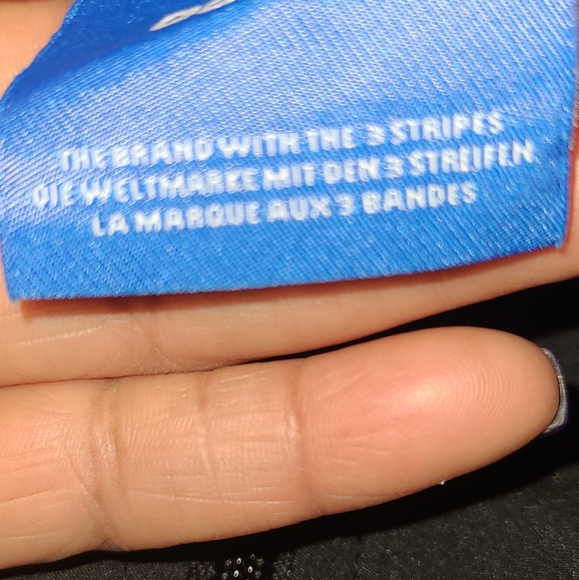 THE BRAND WITH THE 3 STRIPES
DIE WELTMARKE MIT DEN 3 STREIFEN
LA MARQUE AUX 3 BANDES